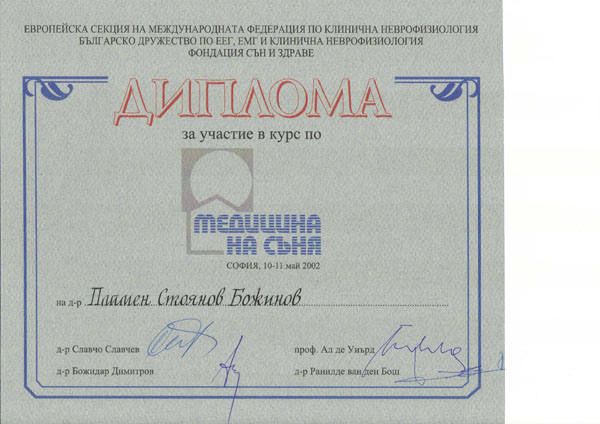 ЕВРОПЕЙСКА СЕКЦИЯ НА МЕЖДУНАРОДНАТА ФЕДЕРАЦИЯ ПО КЛИНИЧНА НЕВРОФИЗИОЛОГИЯ
БЪЛГАРСКО ДРУЖЕСТВО ПО ЕЕГ, ЕМГ И КЛИНИЧНА НЕВРОФИЗИОЛОГИЯ
ФОНДАЦИЯ СЪН И ЗДРАВЕ
ДИПЛОМА
за участие в курс по
МЕДИЦИНА
НА СЪНЯ
СОФИЯ, 10-11 май 2002
на д-р Пламен Стоянов Божинов
д-р Славчо Славчев
проф. Ал де Уиърд
д-р Божидар Димитров
д-р Ранилде ван ден Бош